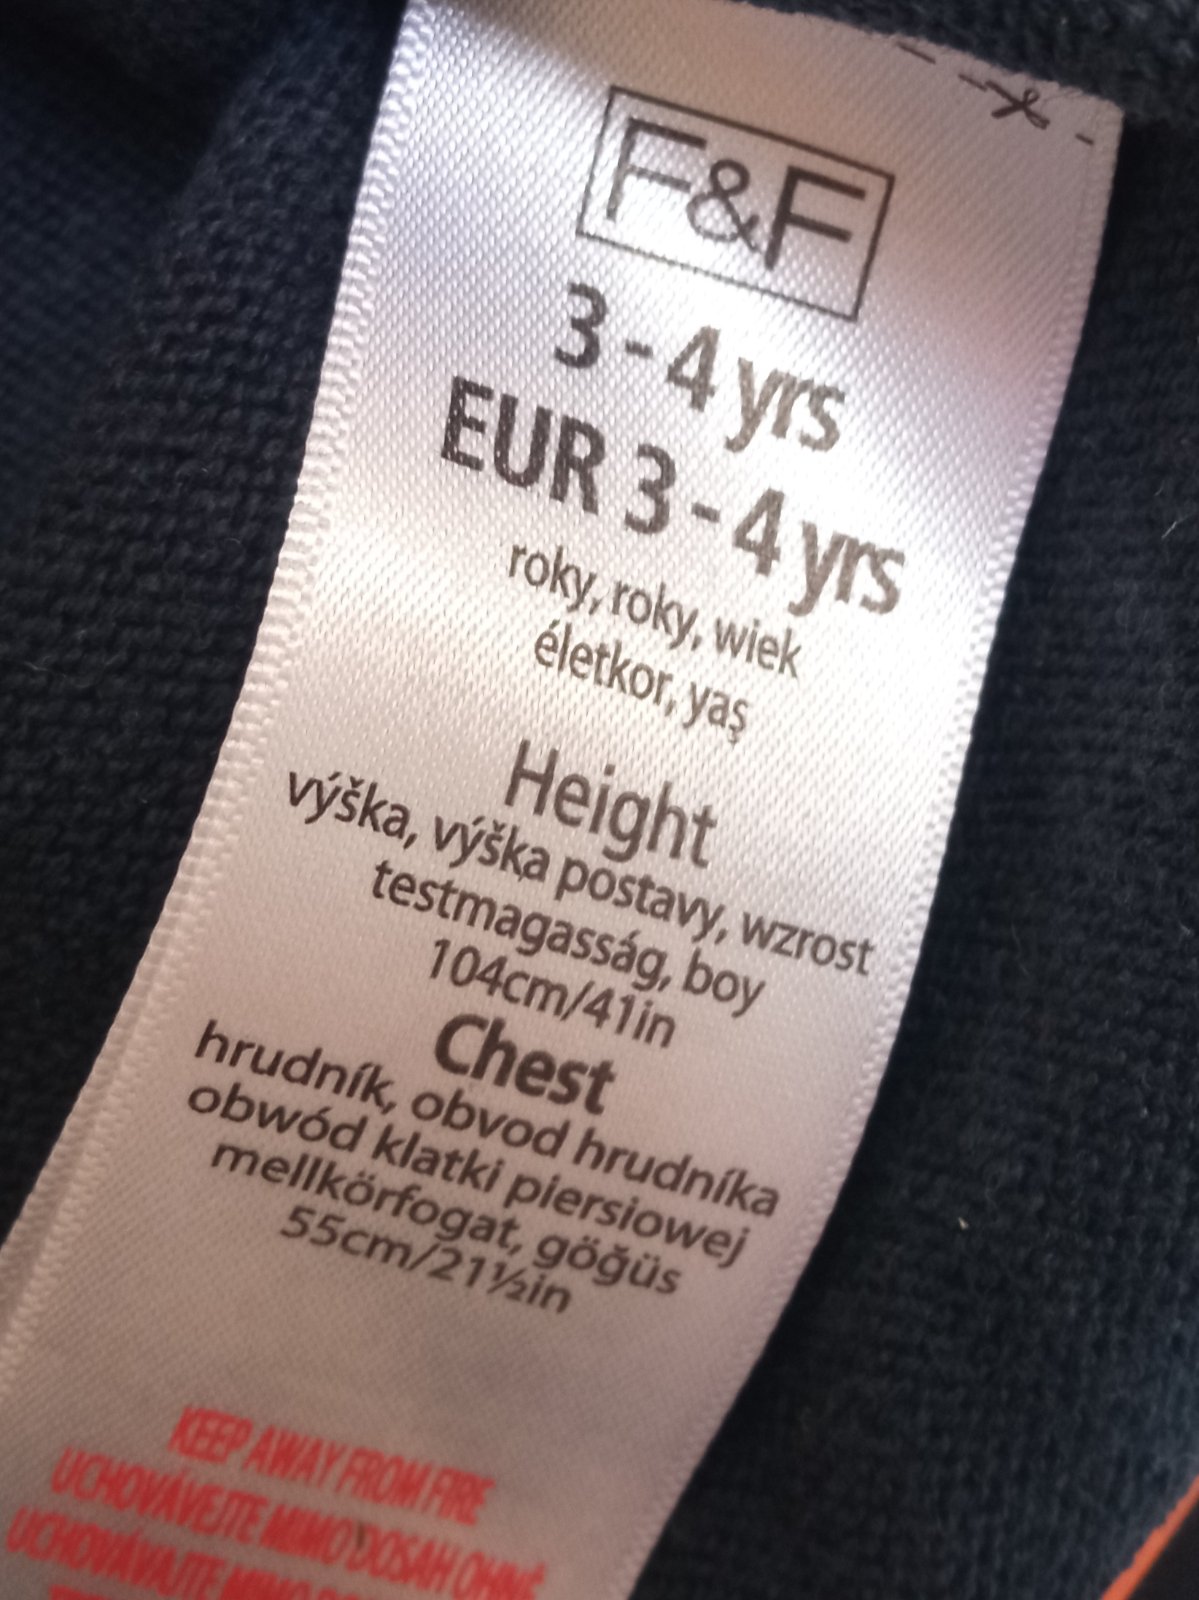 F&F
3 - 4 yrs
EUR 3 - 4 yrs
roky, roky, wiek
életkor, yaş
Height
výška, výška postavy, wzrost
testmagasság, boy
104cm/41in
Chest
hrudník, obvod hrudníka
obwód klatki piersiowej
mellkörfogat, göğüs
55cm/21½in
KEEP AWAY FROM FIRE
UCHOVÁVEJTE MIMO DOSAH OHNĚ
UCHOVÁVAJTE MIMO